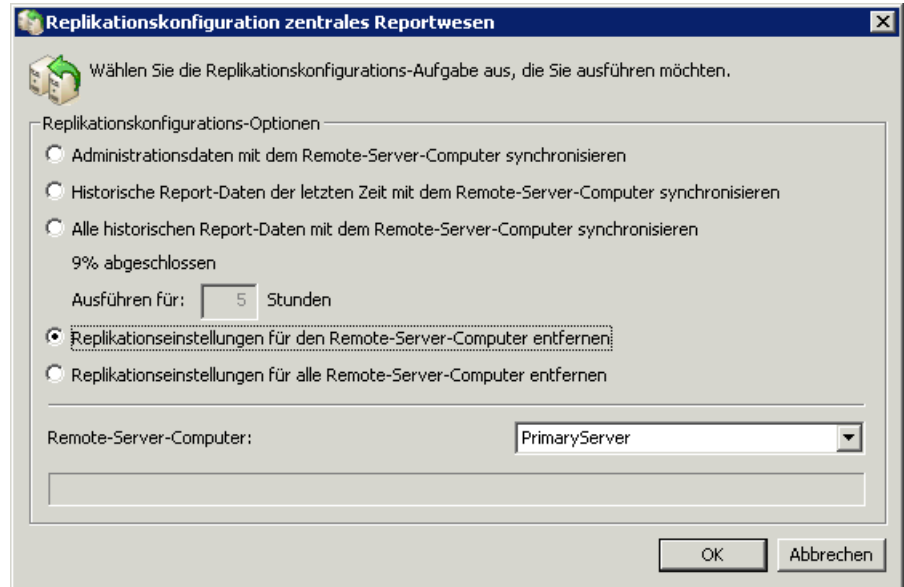 Replikationskonfiguration zentrales Reportwesen
Wählen Sie die Replikationskonfigurations-Aufgabe aus, die Sie ausführen möchten.
Replikationskonfigurations-Optionen
Administrationsdaten mit dem Remote-Server-Computer synchronisieren
Historische Report-Daten der letzten Zeit mit dem Remote-Server-Computer synchronisieren
Alle historischen Report-Daten mit dem Remote-Server-Computer synchronisieren
9% abgeschlossen
Ausführen für: 5 Stunden
Replikationseinstellungen für den Remote-Server-Computer entfernen
Replikationseinstellungen für alle Remote-Server-Computer entfernen
Remote-Server-Computer: PrimaryServer
OK Abbrechen